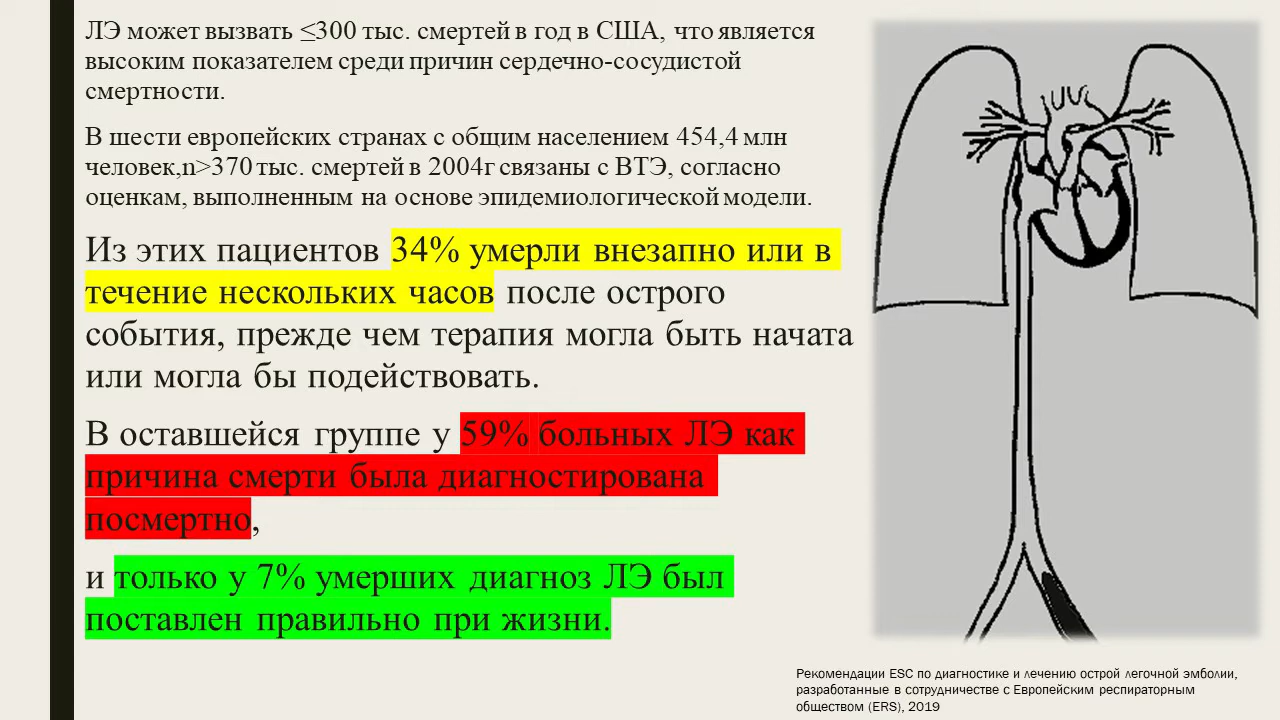 ЛЭ может вызвать ≤300 тыс. смертей в год в США, что является
высоким показателем среди причин сердечно-сосудистой
смертности.
В шести европейских странах с общим населением 454,4 млн
человек,n>370 тыс. смертей в 2004г связаны с ВТЭ, согласно
оценкам, выполненным на основе эпидемиологической модели.
Из этих пациентов 34% умерли внезапно или в
течение нескольких часов после острого
события, прежде чем терапия могла быть начата
или могла бы подействовать.
В оставшейся группе у 59% больных ЛЭ как
причина смерти была диагностирована
посмертно,
и только у 7% умерших диагноз ЛЭ был
поставлен правильно при жизни.
Рекомендации ESC по диагностике и лечению острой легочной эмболии,
разработанные в сотрудничестве с Европейским респираторным
обществом (ERS), 2019